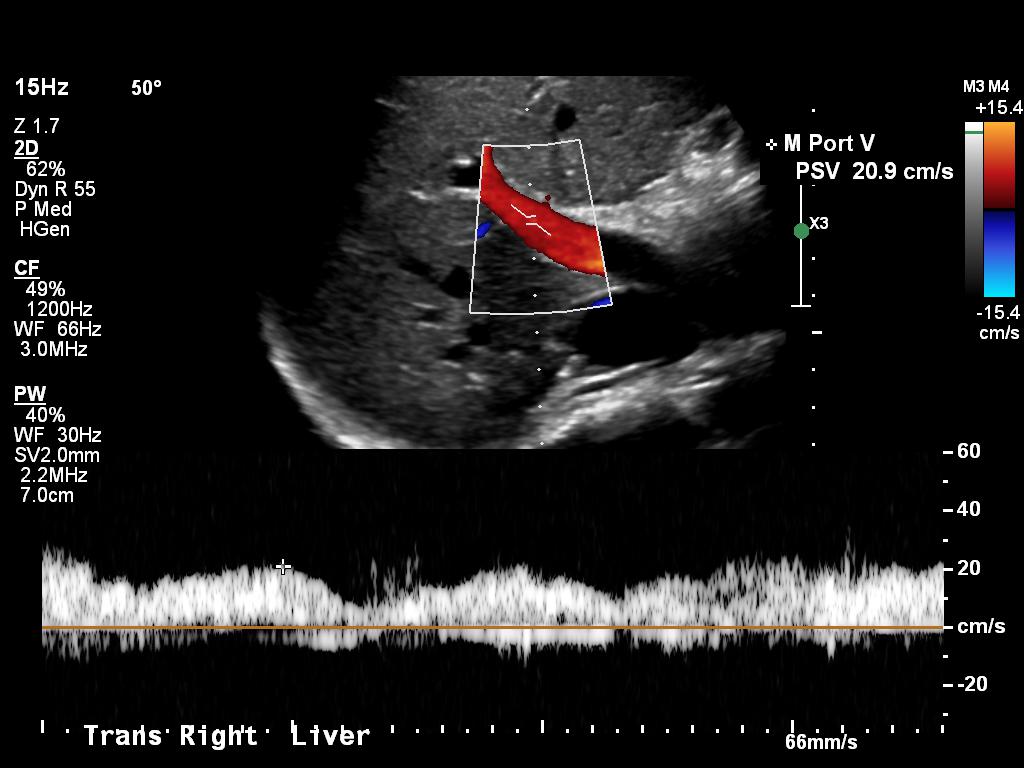 15Hz 50°
Z 1.7
2D
62%
Dyn R 55
P Med
HGen
CF
49%
1200Hz
WF 66Hz
3.0MHz
PW
40%
WF 30Hz
SV2.0mm
2.2MHz
7.0cm
M3 M4
+15.4
M Port V
PSV 20.9 cm/s
X3
-15.4
cm/s
60
40
20
cm/s
-20
Trans Right Liver
66mm/s